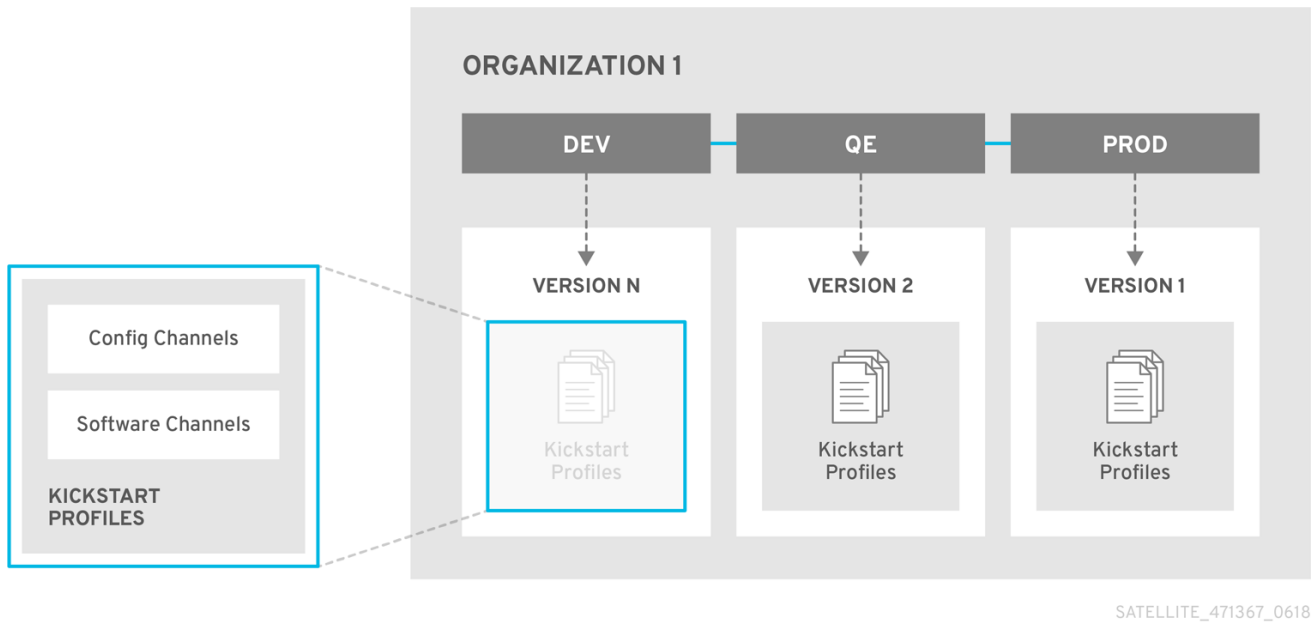 ORGANIZATION 1
DEV
QE
PROD
VERSION N
VERSION 2
VERSION 1
Config Channels
Software Channels
KICKSTART
PROFILES
Kickstart
Profiles
Kickstart
Profiles
Kickstart
Profiles
SATELLITE_471367_0618